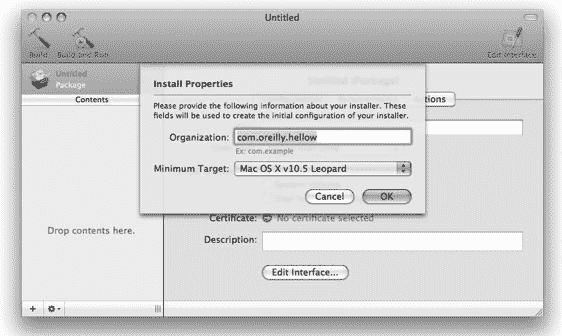 Untitled
Build
Build and Run
Edit Interface
Untitled
Package
Contents
Install Properties
Please provide the following information about your installer. These
fields will be used to create the initial configuration of your installer.
Organization: com.oreilly.hellow
Ex: com.example
Minimum Target: Mac OS X v10.5 Leopard
Cancel
OK
Certificate: No certificate selected
Description:
Edit Interface...
Drop contents here.